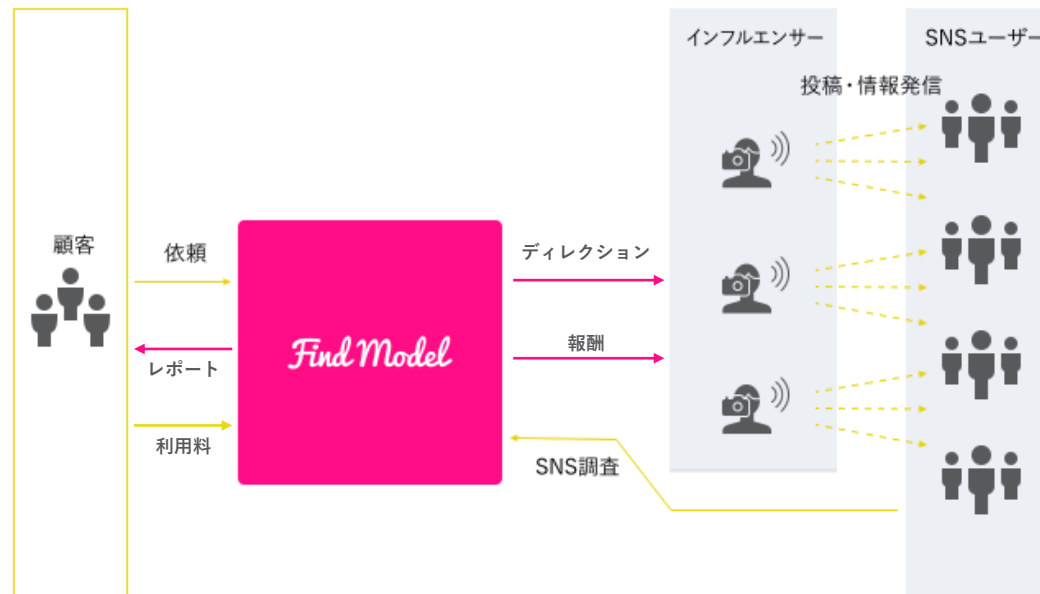 インフルエンサー
SNSユーザー
投稿・情報発信
顧客
依頼
ディレクション
Find Model
レポート
報酬
利用料
SNS調査